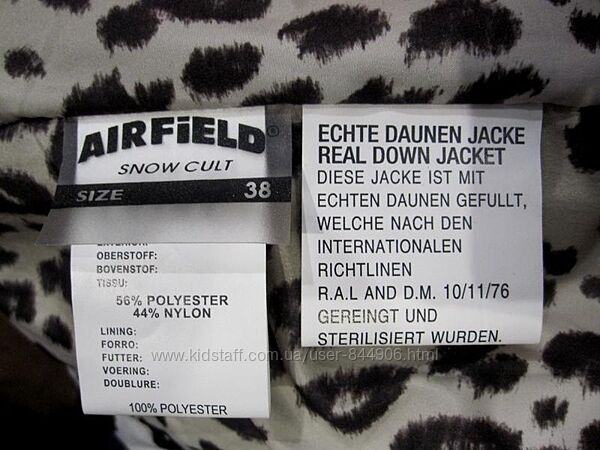 AIRFiELD®
SNOW CULT
SIZE 38
EXTERIOR:
OBERSTOFF:
BOVENSTOF:
TISSU:
56% POLYESTER
44% NYLON
LINING:
FORRO:
FUTTER:
VOERING:
DOUBLURE:
100% POLYESTER
ECHTE DAUNEN JACKE
REAL DOWN JACKET
DIESE JACKE IST MIT
ECHTEN DAUNEN GEFULLT,
WELCHE NACH DEN
INTERNATIONALEN
RICHTLINEN
R.A.L AND D.M. 10/11/76
GEREINGT UND
STERILISIERT WURDEN.
www.kidstaff.com.ua/user-844906.html